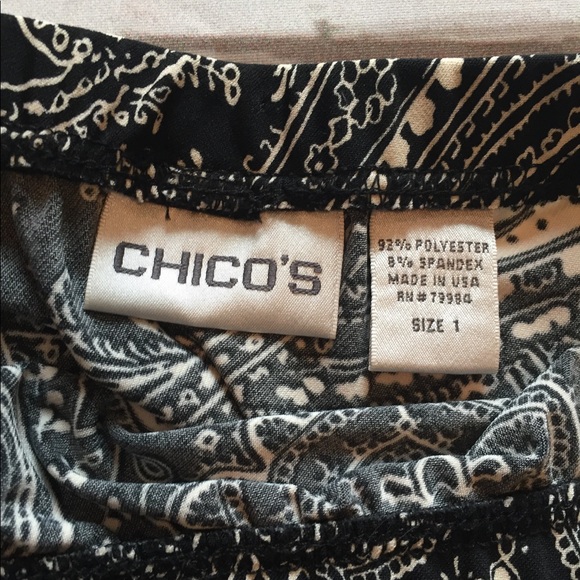 CHICO'S
92% POLYESTER
8% SPANDEX
MADE IN USA
RN# 79984
SIZE 1